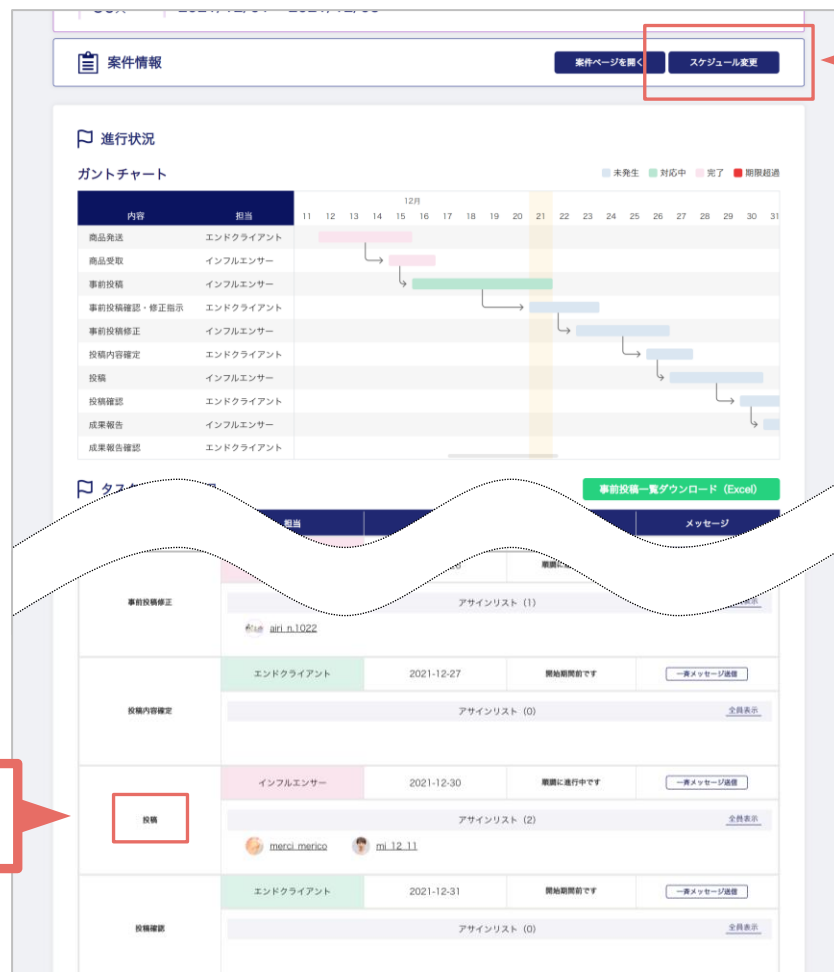 案件情報
案件ページを開く
スケジュール変更
進行状況
ガントチャート
未発生 対応中 完了 期限超過
12月
内容 担当 11 12 13 14 15 16 17 18 19 20 21 22 23 24 25 26 27 28 29 30 31
商品発送 エンドクライアント
商品受取 インフルエンサー
事前投稿 インフルエンサー
事前投稿確認・修正指示 エンドクライアント
事前投稿修正 インフルエンサー
投稿内容確定 エンドクライアント
投稿 インフルエンサー
投稿確認 エンドクライアント
成果報告 インフルエンサー
成果報告確認 エンドクライアント
事前投稿一覧ダウンロード（Excel）
担当 メッセージ
事前投稿修正
アサインリスト（1）
airi_n.1022
エンドクライアント 2021-12-27 開始期間前です 一斉メッセージ送信
投稿内容確定
アサインリスト（0） 全員表示
インフルエンサー 2021-12-30 順調に進行中です 一斉メッセージ送信
投稿
アサインリスト（2） 全員表示
merci_merico mi_12_11
エンドクライアント 2021-12-31 開始期間前です 一斉メッセージ送信
投稿確認
アサインリスト（0） 全員表示